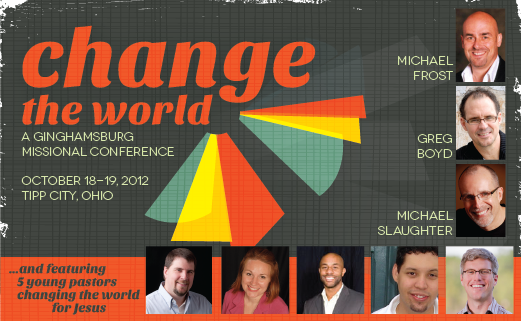 change
the world
A GINGHAMSBURG
MISSIONAL CONFERENCE
OCTOBER 18–19, 2012
TIPP CITY, OHIO
MICHAEL
FROST
GREG
BOYD
MICHAEL
SLAUGHTER
...and featuring
5 young pastors
changing the world
for Jesus